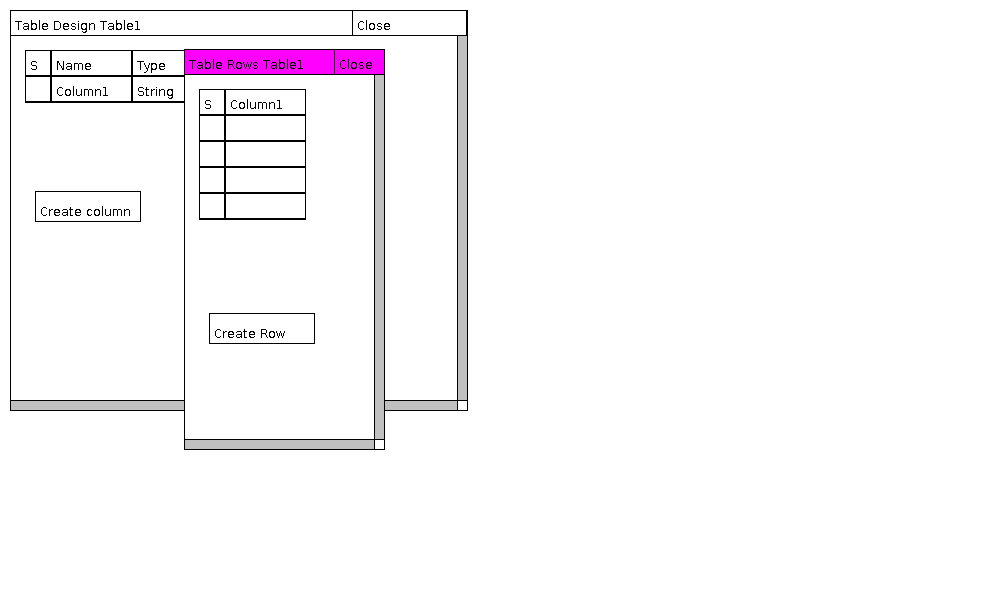 Table Design Table1 Close
S Name Type
Column1 String
Create column
Table Rows Table1 Close
S Column1
Create Row